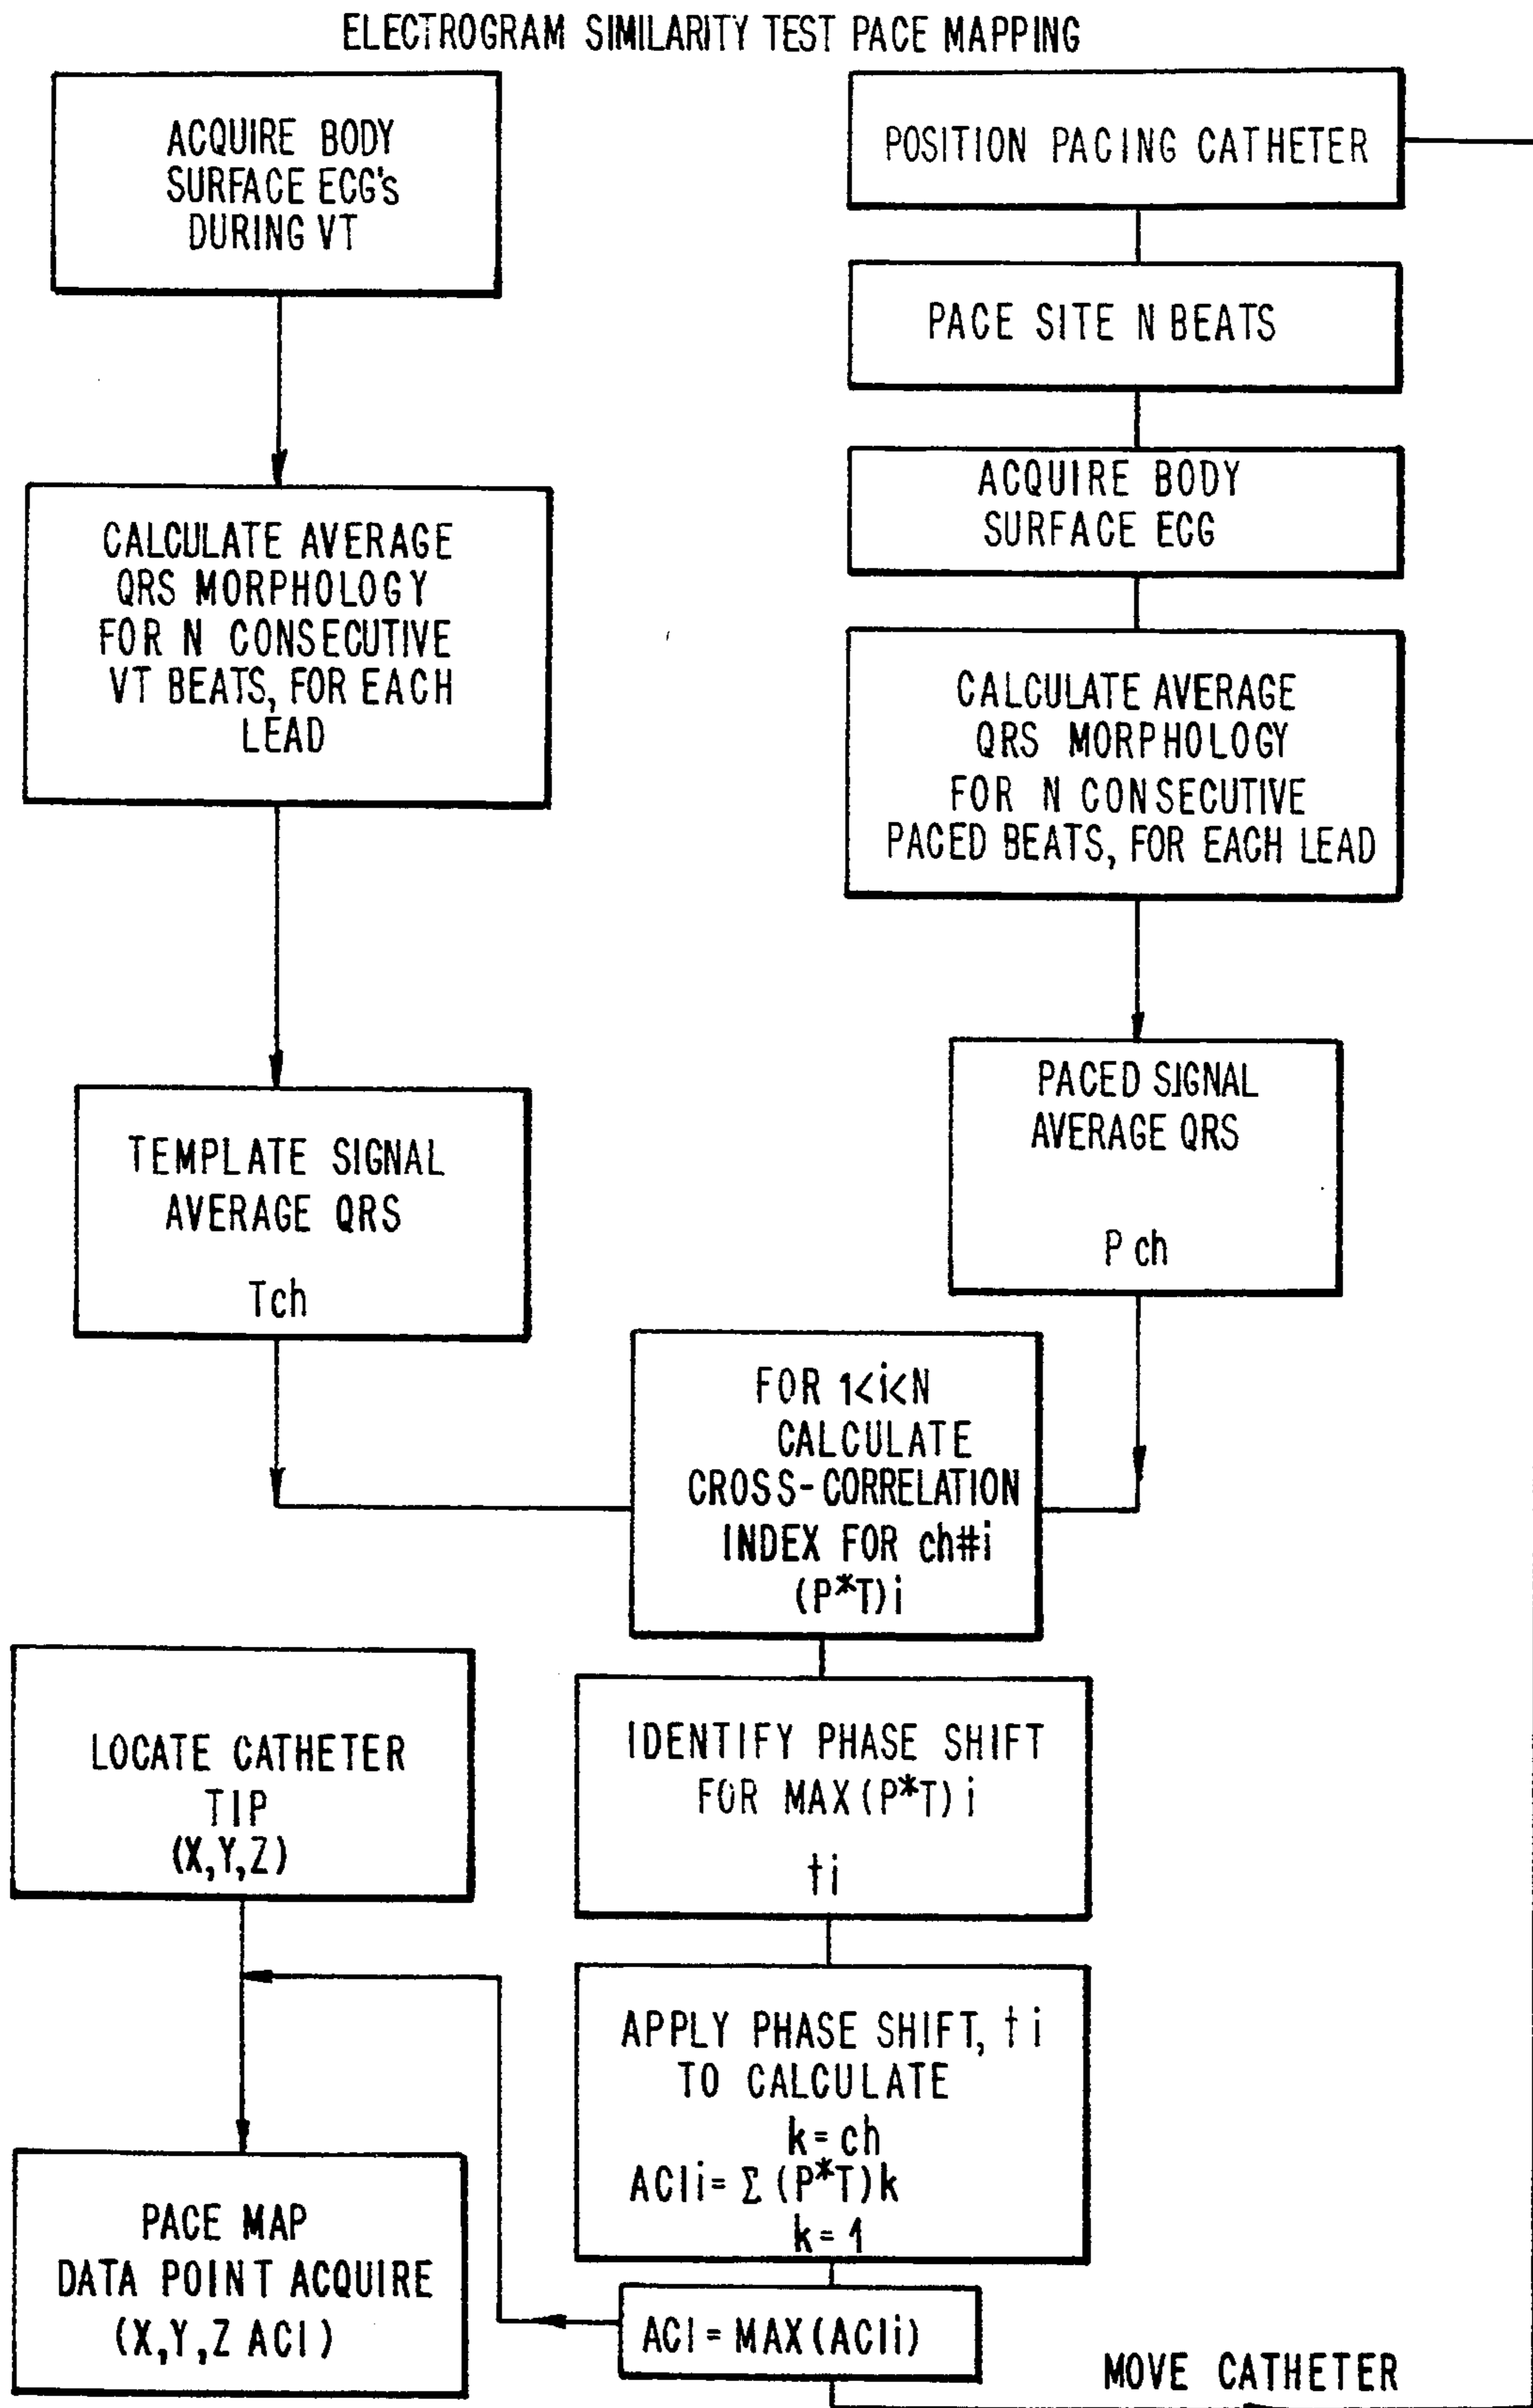 ELECTROGRAM SIMILARITY TEST PACE MAPPING
ACQUIRE BODY
SURFACE ECG's
DURING VT
CALCULATE AVERAGE
QRS MORPHOLOGY
FOR N CONSECUTIVE
VT BEATS, FOR EACH
LEAD
TEMPLATE SIGNAL
AVERAGE QRS
Tch
POSITION PACING CATHETER
PACE SITE N BEATS
ACQUIRE BODY
SURFACE ECG
CALCULATE AVERAGE
QRS MORPHOLOGY
FOR N CONSECUTIVE
PACED BEATS, FOR EACH LEAD
PACED SIGNAL
AVERAGE QRS
P ch
FOR 1<i<N
CALCULATE
CROSS-CORRELATION
INDEX FOR ch#i
(P*T)i
IDENTIFY PHASE SHIFT
FOR MAX(P*T) i
ti
APPLY PHASE SHIFT, ti
TO CALCULATE
k=ch
ACIi=Σ(P*T)k
k=1
ACI=MAX(ACIi)
LOCATE CATHETER
TIP
(X,Y,Z)
PACE MAP
DATA POINT ACQUIRE
(X,Y,Z ACI)
MOVE CATHETER